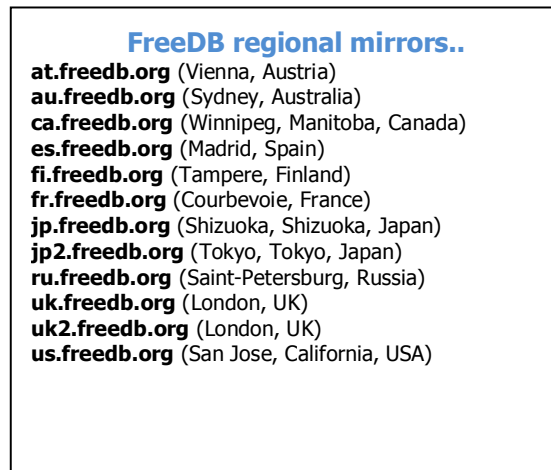 FreeDB regional mirrors..
at.freedb.org (Vienna, Austria)
au.freedb.org (Sydney, Australia)
ca.freedb.org (Winnipeg, Manitoba, Canada)
es.freedb.org (Madrid, Spain)
fi.freedb.org (Tampere, Finland)
fr.freedb.org (Courbevoie, France)
jp.freedb.org (Shizuoka, Shizuoka, Japan)
jp2.freedb.org (Tokyo, Tokyo, Japan)
ru.freedb.org (Saint-Petersburg, Russia)
uk.freedb.org (London, UK)
uk2.freedb.org (London, UK)
us.freedb.org (San Jose, California, USA)